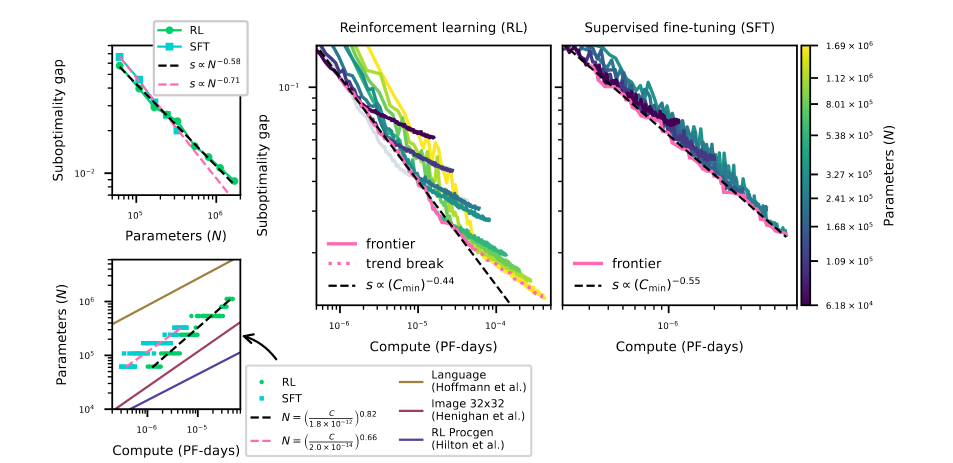 Reinforcement learning (RL)
Supervised fine-tuning (SFT)
RL
SFT
s ∝ N^−0.58
s ∝ N^−0.71
Suboptimality gap
10^−2
10^5
10^6
Parameters (N)
Suboptimality gap
10^−1
frontier
trend break
s ∝ (C_min)^−0.44
10^−6
10^−5
10^−4
Compute (PF-days)
frontier
s ∝ (C_min)^−0.55
10^−6
Compute (PF-days)
1.69 × 10^6
1.12 × 10^6
8.01 × 10^5
5.38 × 10^5
3.27 × 10^5
2.41 × 10^5
1.68 × 10^5
1.09 × 10^5
6.18 × 10^4
Parameters (N)
Parameters (N)
10^6
10^5
10^4
10^−6
10^−5
Compute (PF-days)
RL
SFT
N = (C/1.8×10^−12)^0.82
N = (C/2.0×10^−14)^0.66
Language
(Hoffmann et al.)
Image 32x32
(Henighan et al.)
RL Procgen
(Hilton et al.)